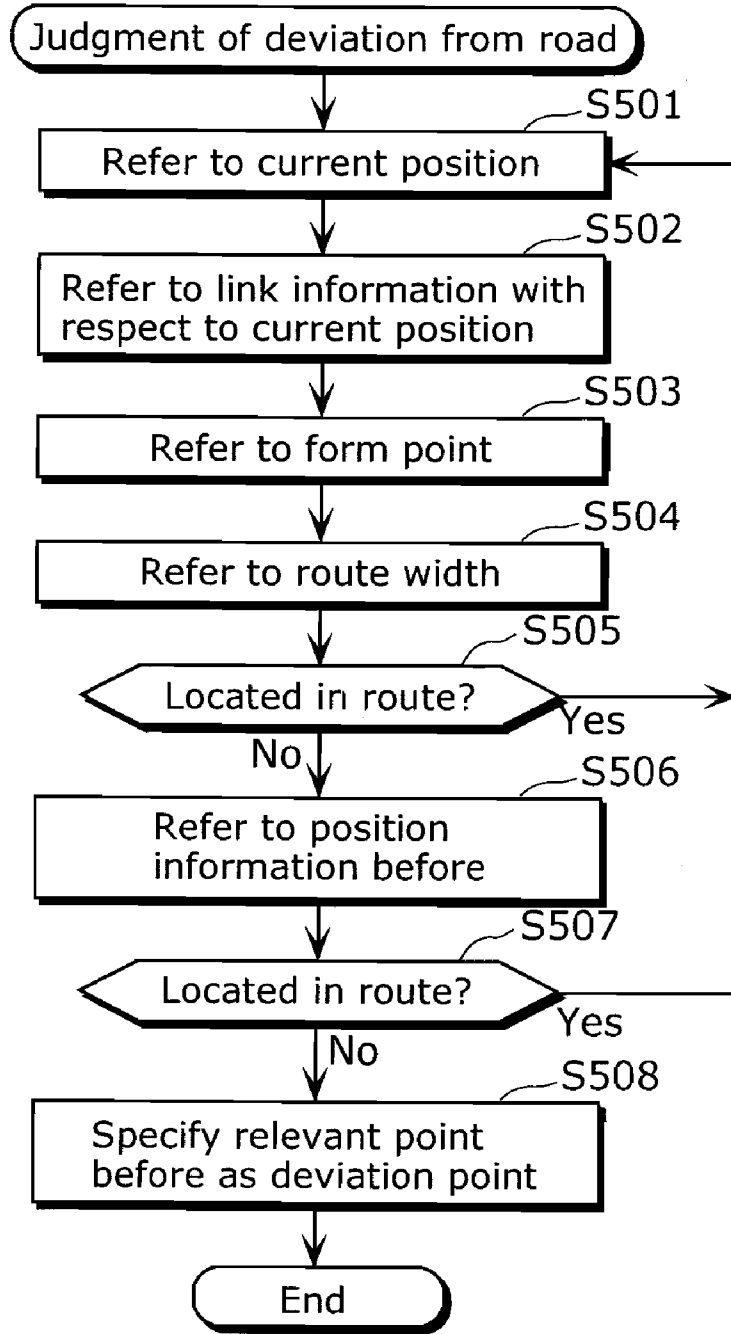 Judgment of deviation from road
S501
Refer to current position
S502
Refer to link information with
respect to current position
S503
Refer to form point
S504
Refer to route width
S505
Located in route?
Yes
No
S506
Refer to position
information before
S507
Located in route?
Yes
No
S508
Specify relevant point
before as deviation point
End